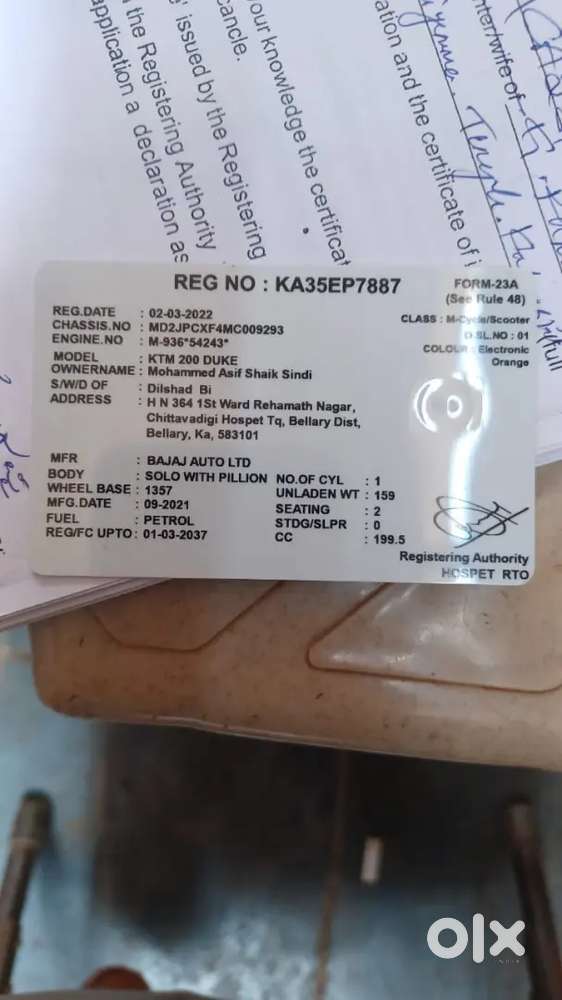 application a declaration as
the Registering Authority
' issued by the Registering
cancle.
your knowledge the certificat
ation and the certificate of
hter/wife of
REG NO : KA35EP7887
FORM-23A
(See Rule 48)
REG.DATE : 02-03-2022
CHASSIS.NO : MD2JPCXF4MC009293
ENGINE.NO : M-936*54243*
CLASS : M-Cycle/Scooter
O.SL.NO : 01
COLOUR : Electronic
Orange
MODEL : KTM 200 DUKE
OWNERNAME : Mohammed Asif Shaik Sindi
S/W/D OF : Dilshad Bi
ADDRESS : H N 364 1St Ward Rehamath Nagar,
Chittavadigi Hospet Tq, Bellary Dist,
Bellary, Ka, 583101
MFR : BAJAJ AUTO LTD
BODY : SOLO WITH PILLION NO.OF CYL : 1
WHEEL BASE : 1357 UNLADEN WT : 159
MFG.DATE : 09-2021 SEATING : 2
FUEL : PETROL STDG/SLPR : 0
REG/FC UPTO : 01-03-2037 CC : 199.5
Registering Authority
HOSPET RTO
olx